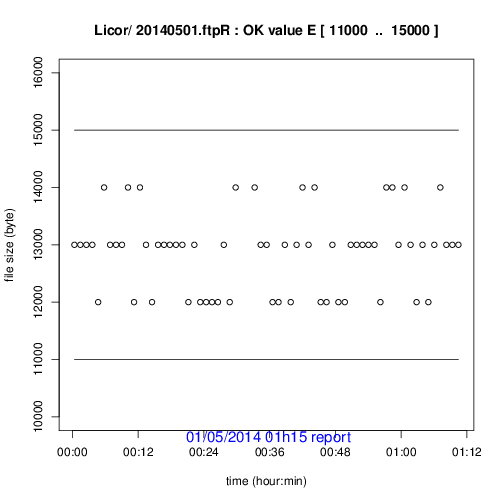 Licor/ 20140501.ftpR : OK value E [ 11000  ..  15000 ]
file size (byte)
16000
15000
14000
13000
12000
11000
10000
01/05/2014 01h15 report
00:00 00:12 00:24 00:36 00:48 01:00 01:12
time (hour:min)